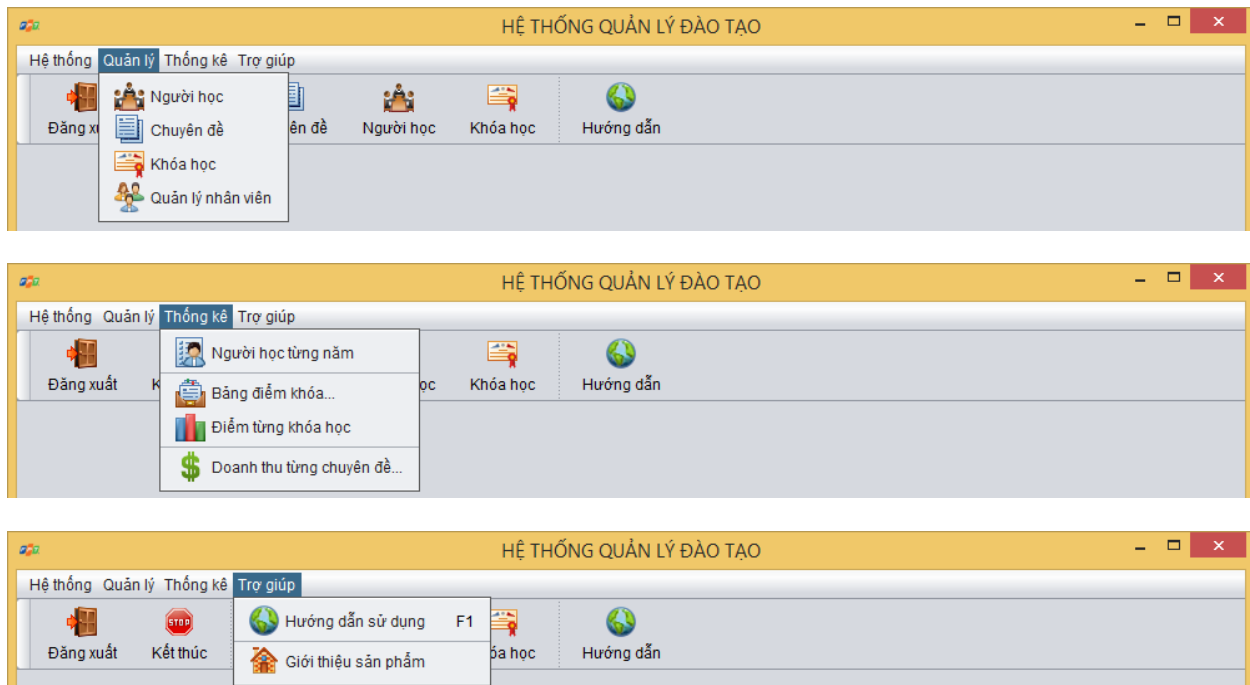 HỆ THỐNG QUẢN LÝ ĐÀO TẠO
Hệ thống Quản lý Thống kê Trợ giúp
Người học
Chuyên đề
Khóa học
Quản lý nhân viên
Đăng xu ên đề Người học Khóa học Hướng dẫn
HỆ THỐNG QUẢN LÝ ĐÀO TẠO
Hệ thống Quản lý Thống kê Trợ giúp
Người học từng năm
Bảng điểm khóa...
Điểm từng khóa học
Doanh thu từng chuyên đề...
Đăng xuất K ọc Khóa học Hướng dẫn
HỆ THỐNG QUẢN LÝ ĐÀO TẠO
Hệ thống Quản lý Thống kê Trợ giúp
STOP
Hướng dẫn sử dụng F1
Giới thiệu sản phẩm
Đăng xuất Kết thúc óa học Hướng dẫn